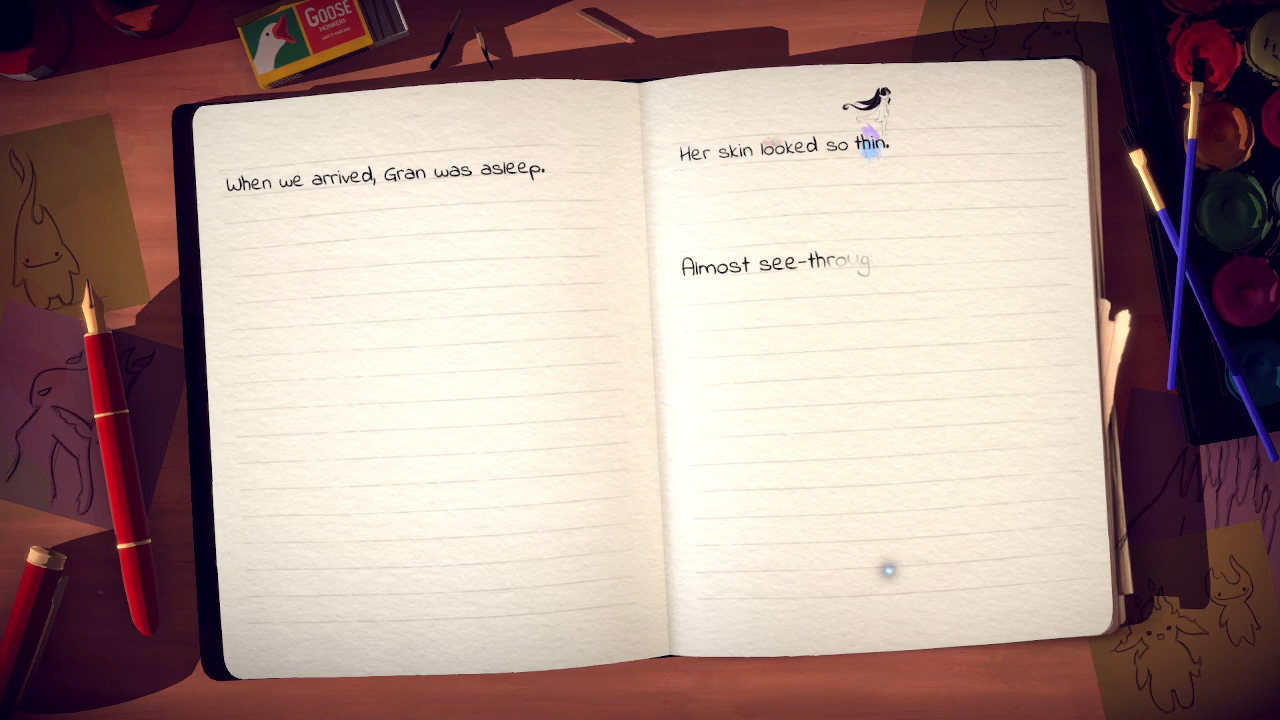 GOOSE
When we arrived, Gran was asleep.
Her skin looked so thin.
Almost see-throug